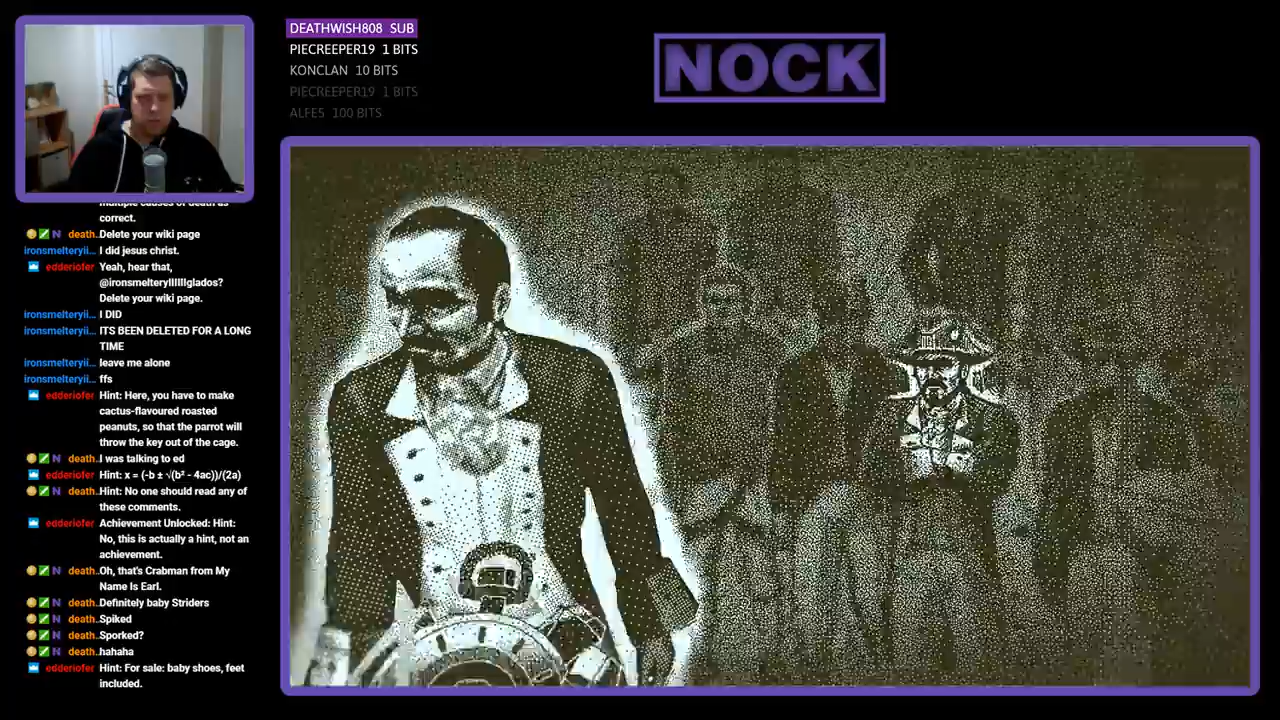 DEATHWISH808 SUB
PIECREEPER19 1 BITS
KONCLAN 10 BITS
PIECREEPER19 1 BITS
ALFE5 100 BITS
NOCK
multiple causes of death as
correct.
death.. Delete your wiki page
ironsmelteryii... I did jesus christ.
edderiofer Yeah, hear that,
@ironsmelteryIIIIIIglados?
Delete your wiki page.
ironsmelteryii... I DID
ironsmelteryii... ITS BEEN DELETED FOR A LONG
TIME
ironsmelteryii... leave me alone
ironsmelteryii... ffs
edderiofer Hint: Here, you have to make
cactus-flavoured roasted
peanuts, so that the parrot will
throw the key out of the cage.
N death.. I was talking to ed
edderiofer Hint: x = (-b ± √(b² - 4ac))/(2a)
N death.. Hint: No one should read any of
these comments.
edderiofer Achievement Unlocked: Hint:
No, this is actually a hint, not an
achievement.
N death.. Oh, that's Crabman from My
Name Is Earl.
N death.. Definitely baby Striders
N death.. Spiked
N death.. Sporked?
N death.. hahaha
edderiofer Hint: For sale: baby shoes, feet
included.